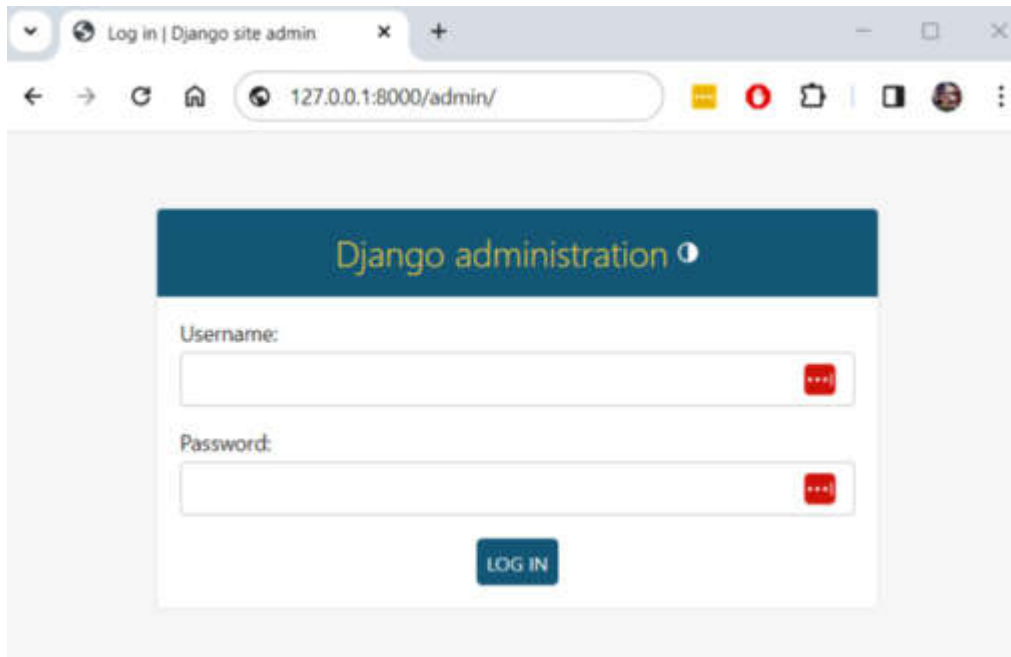 Log in | Django site admin
127.0.0.1:8000/admin/
Django administration
Username:
Password:
LOG IN